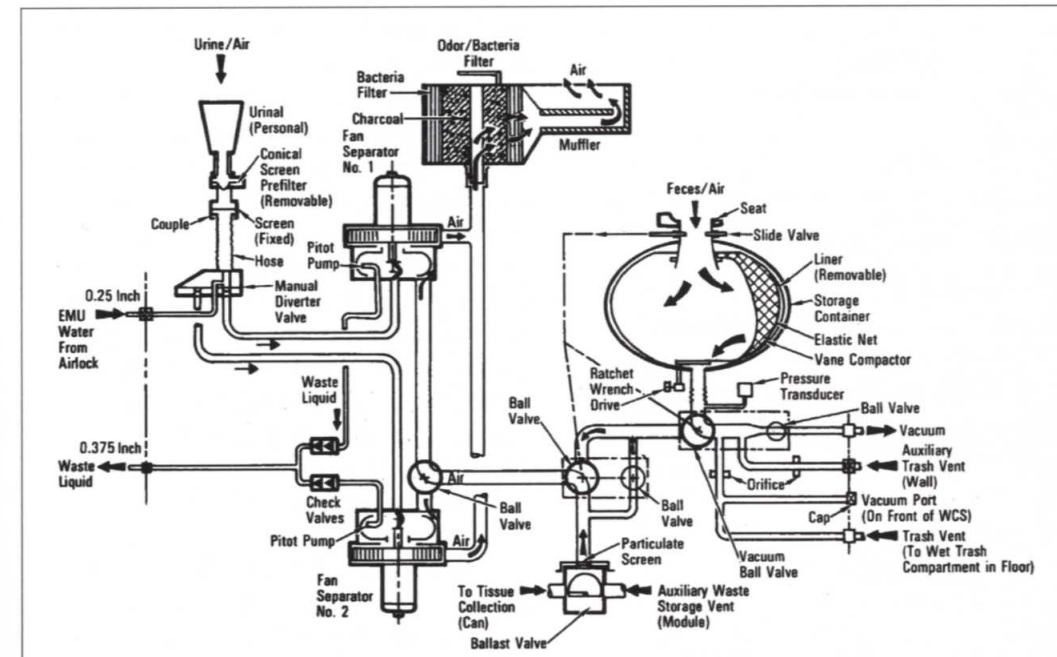 Urine/Air
Urinal
(Personal)
Conical
Screen
Prefilter
(Removable)
Couple
Screen
(Fixed)
Hose
Manual
Diverter
Valve
0.25 Inch
EMU
Water
From
Airlock
0.375 Inch
Waste
Liquid
Waste
Liquid
Check
Valves
Odor/Bacteria
Filter
Bacteria
Filter
Charcoal
Air
Muffler
Fan
Separator
No. 1
Air
Pitot
Pump
Pitot Pump
Air
Fan
Separator
No. 2
Air
Ball
Valve
Ball
Valve
Ball
Valve
Feces/Air
Seat
Slide Valve
Liner
(Removable)
Storage
Container
Elastic Net
Vane Compactor
Ratchet
Wrench
Drive
Pressure
Transducer
Ball Valve
Vacuum
Auxiliary
Trash Vent
(Wall)
Orifice
Vacuum Port
(On Front of WCS)
Cap
Trash Vent
(To Wet Trash
Compartment in Floor)
Vacuum
Ball Valve
Particulate
Screen
To Tissue
Collection
(Can)
Auxiliary Waste
Storage Vent
(Module)
Ballast Valve